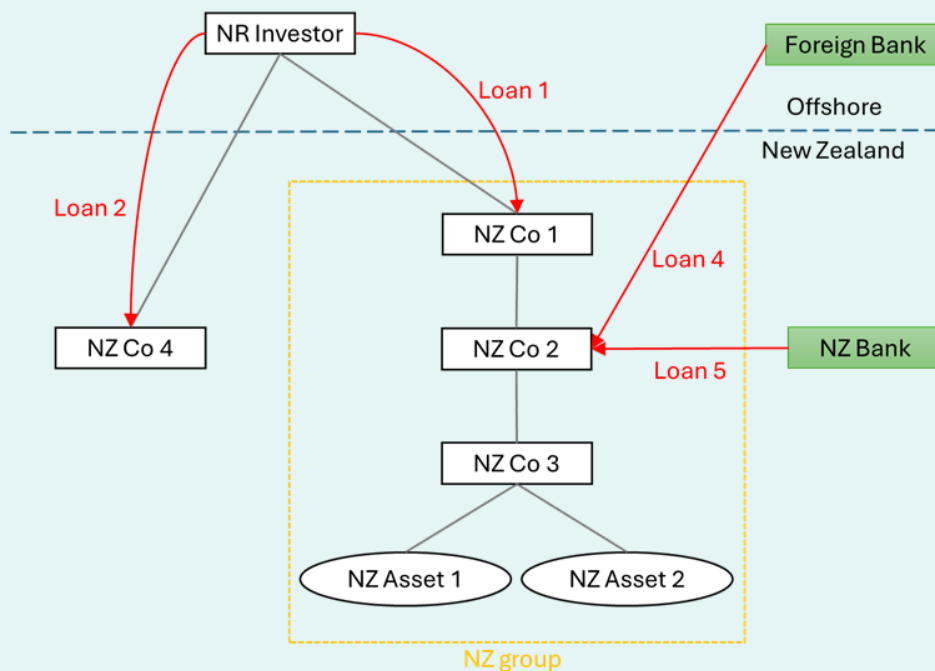 NR Investor
Foreign Bank
Loan 1
Offshore
New Zealand
Loan 2
NZ Co 1
Loan 4
NZ Co 4
NZ Co 2
NZ Bank
Loan 5
NZ Co 3
NZ Asset 1
NZ Asset 2
NZ group